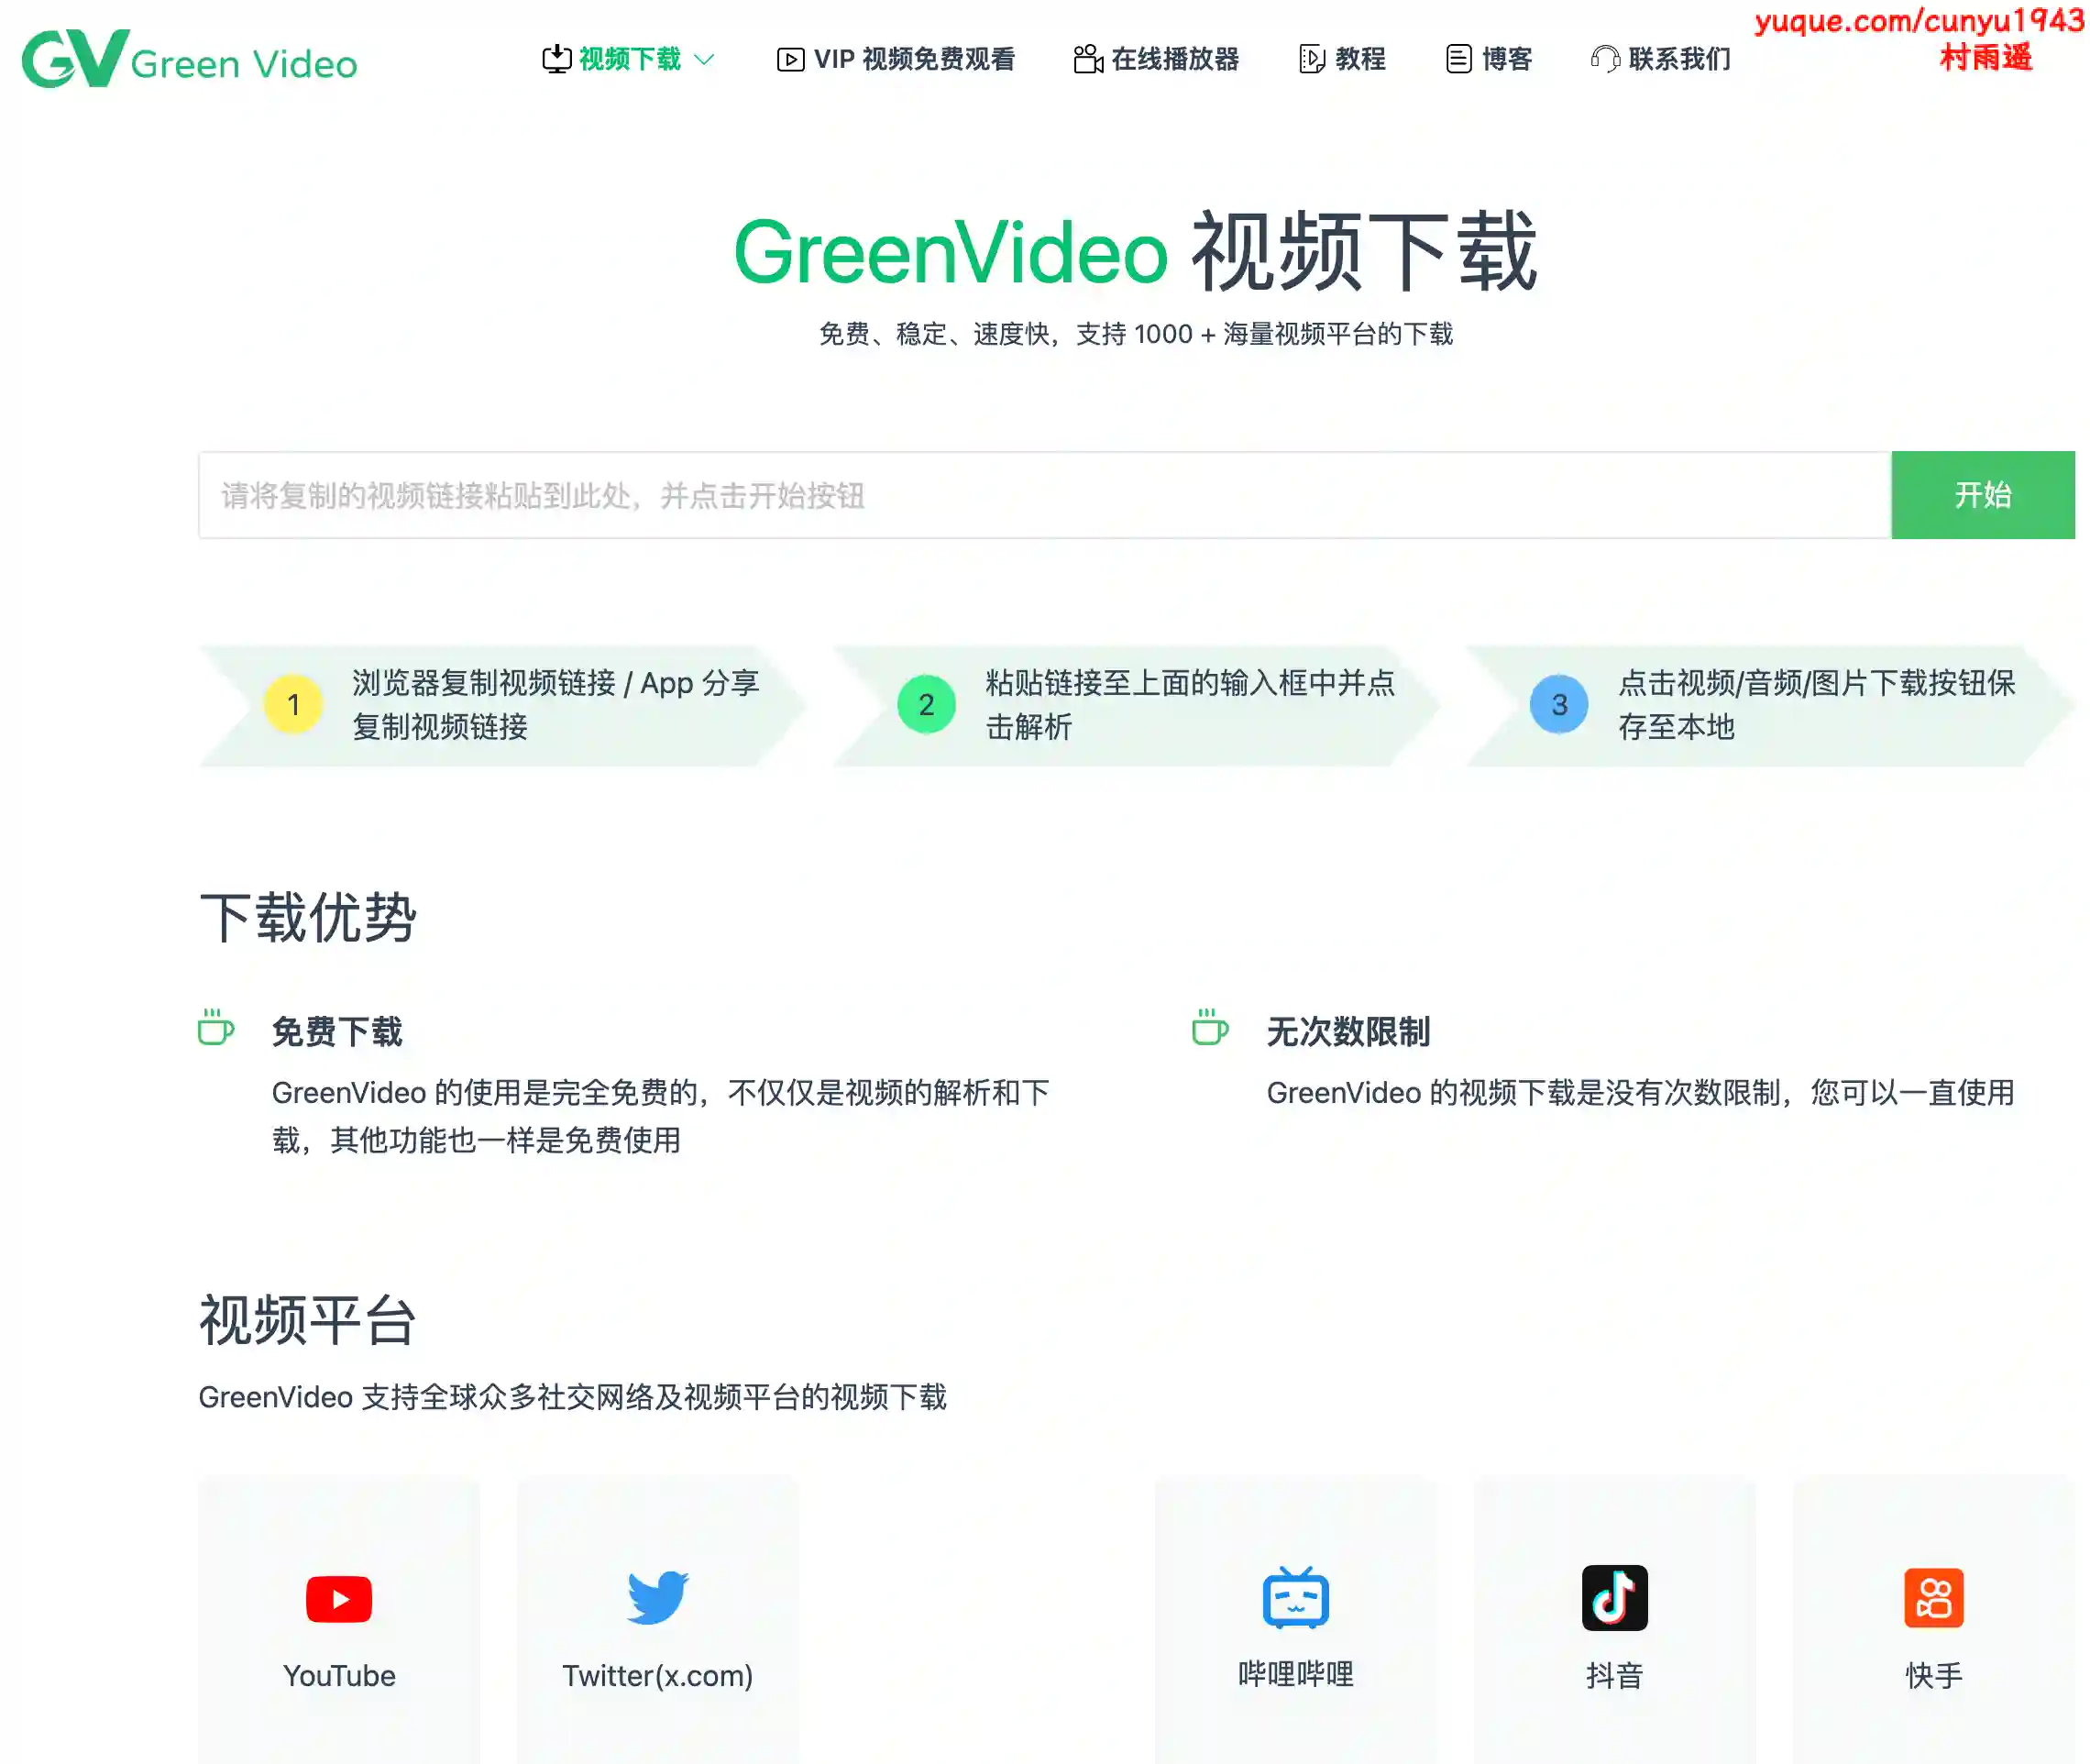 yuque.com/cunyu1943
村雨遥
GV Green Video
视频下载
VIP 视频免费观看
在线播放器
教程
博客
联系我们
GreenVideo 视频下载
免费、稳定、速度快，支持 1000 + 海量视频平台的下载
请将复制的视频链接粘贴到此处，并点击开始按钮
开始
1
浏览器复制视频链接 / App 分享
复制视频链接
2
粘贴链接至上面的输入框中并点
击解析
3
点击视频/音频/图片下载按钮保
存至本地
下载优势
免费下载
GreenVideo 的使用是完全免费的，不仅仅是视频的解析和下
载，其他功能也一样是免费使用
无次数限制
GreenVideo 的视频下载是没有次数限制，您可以一直使用
视频平台
GreenVideo 支持全球众多社交网络及视频平台的视频下载
YouTube
Twitter(x.com)
哔哩哔哩
抖音
快手